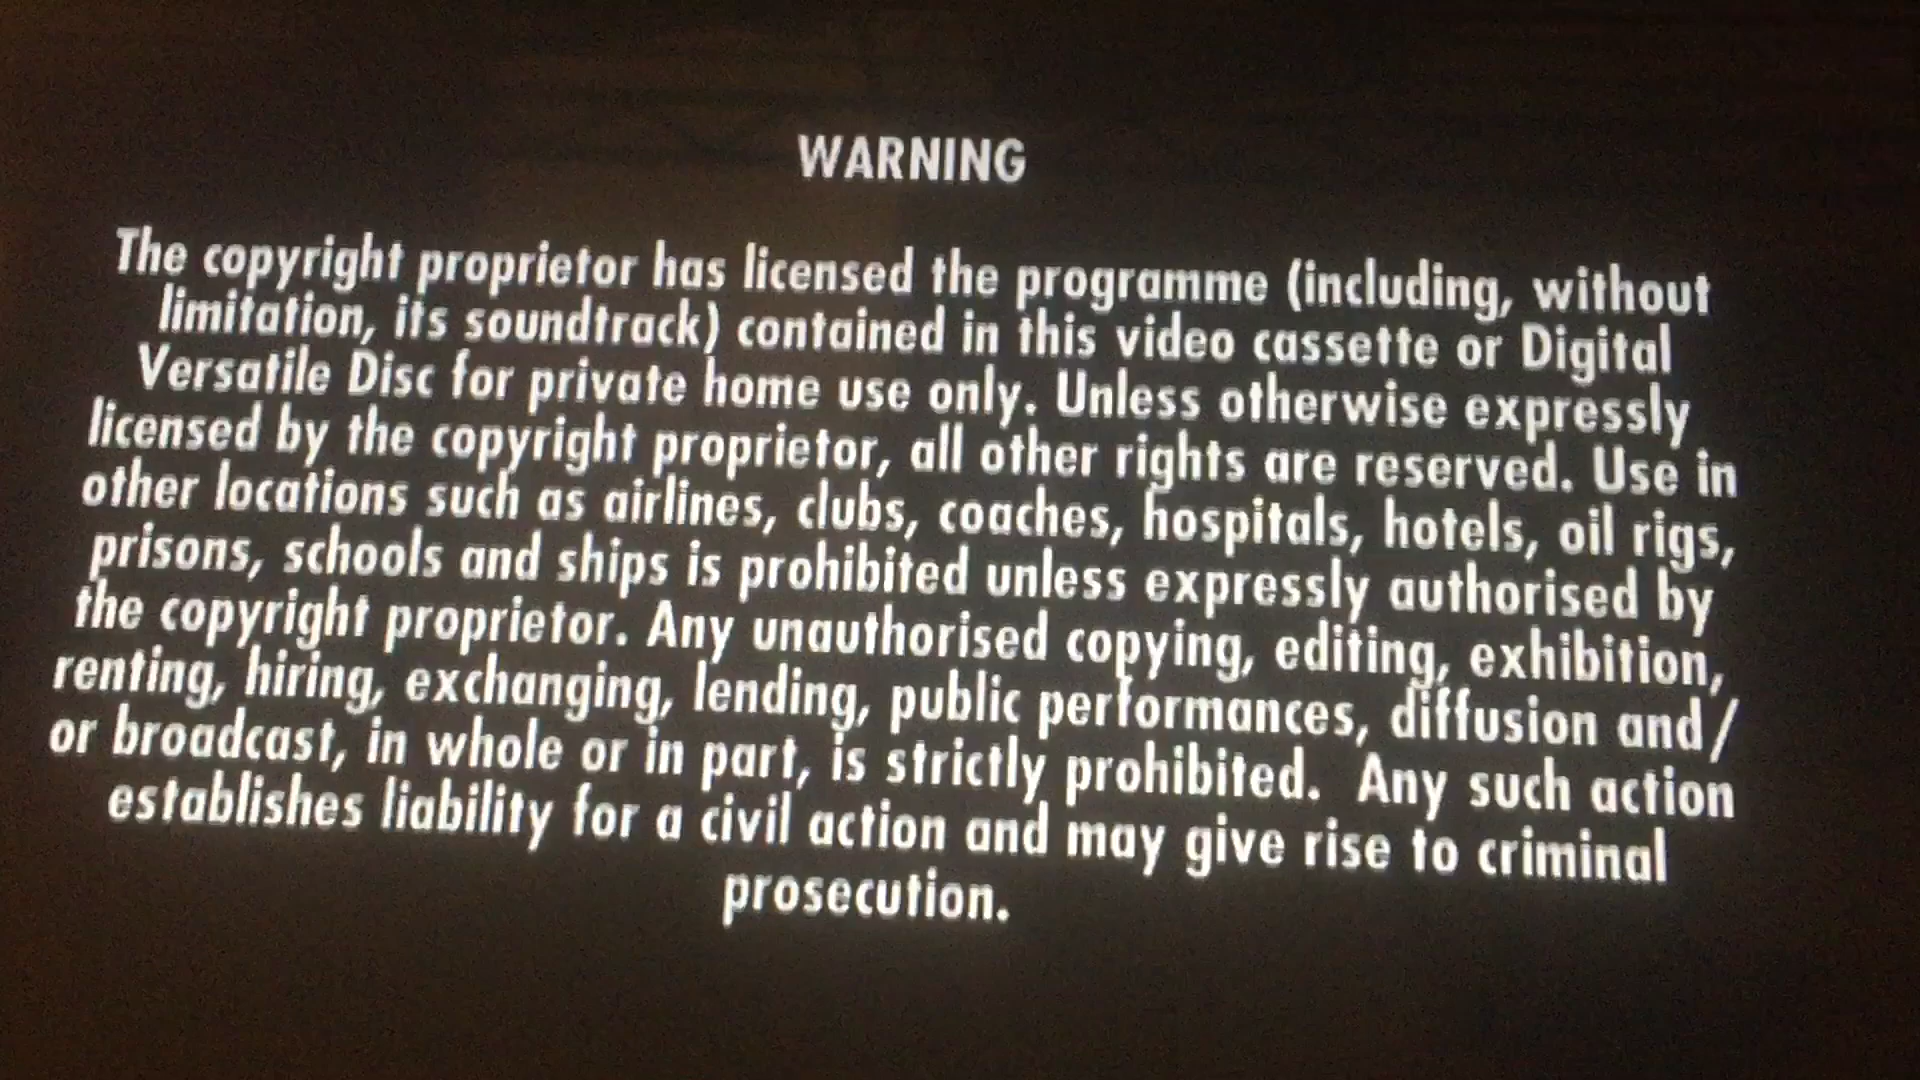 WARNING
The copyright proprietor has licensed the programme (including, without
limitation, its soundtrack) contained in this video cassette or Digital
Versatile Disc for private home use only. Unless otherwise expressly
licensed by the copyright proprietor, all other rights are reserved. Use in
other locations such as airlines, clubs, coaches, hospitals, hotels, oil rigs,
prisons, schools and ships is prohibited unless expressly authorised by
the copyright proprietor. Any unauthorised copying, editing, exhibition,
renting, hiring, exchanging, lending, public performances, diffusion and/
or broadcast, in whole or in part, is strictly prohibited. Any such action
establishes liability for a civil action and may give rise to criminal
prosecution.